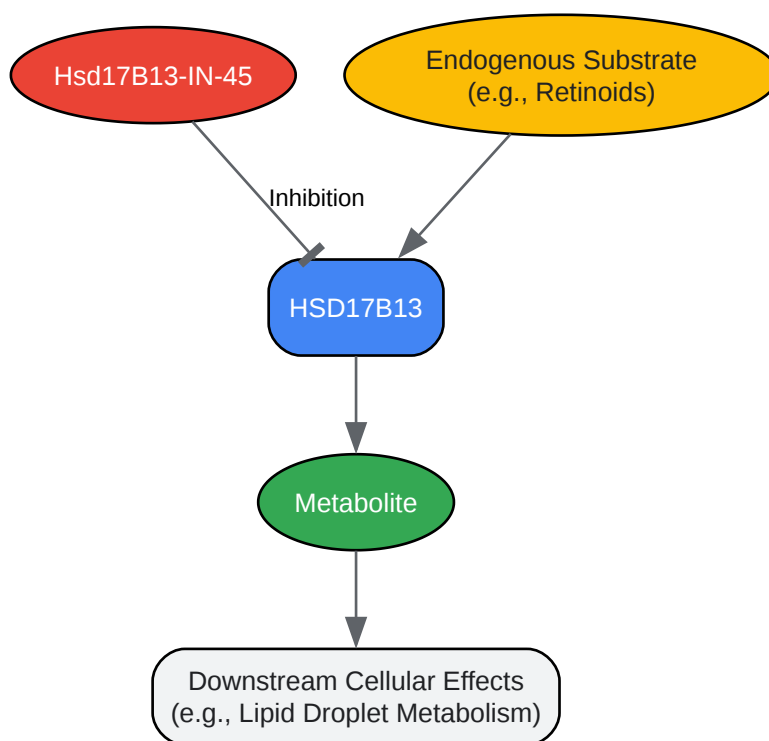 Hsd17B13-IN-45
Endogenous Substrate
(e.g., Retinoids)
Inhibition
HSD17B13
Metabolite
Downstream Cellular Effects
(e.g., Lipid Droplet Metabolism)